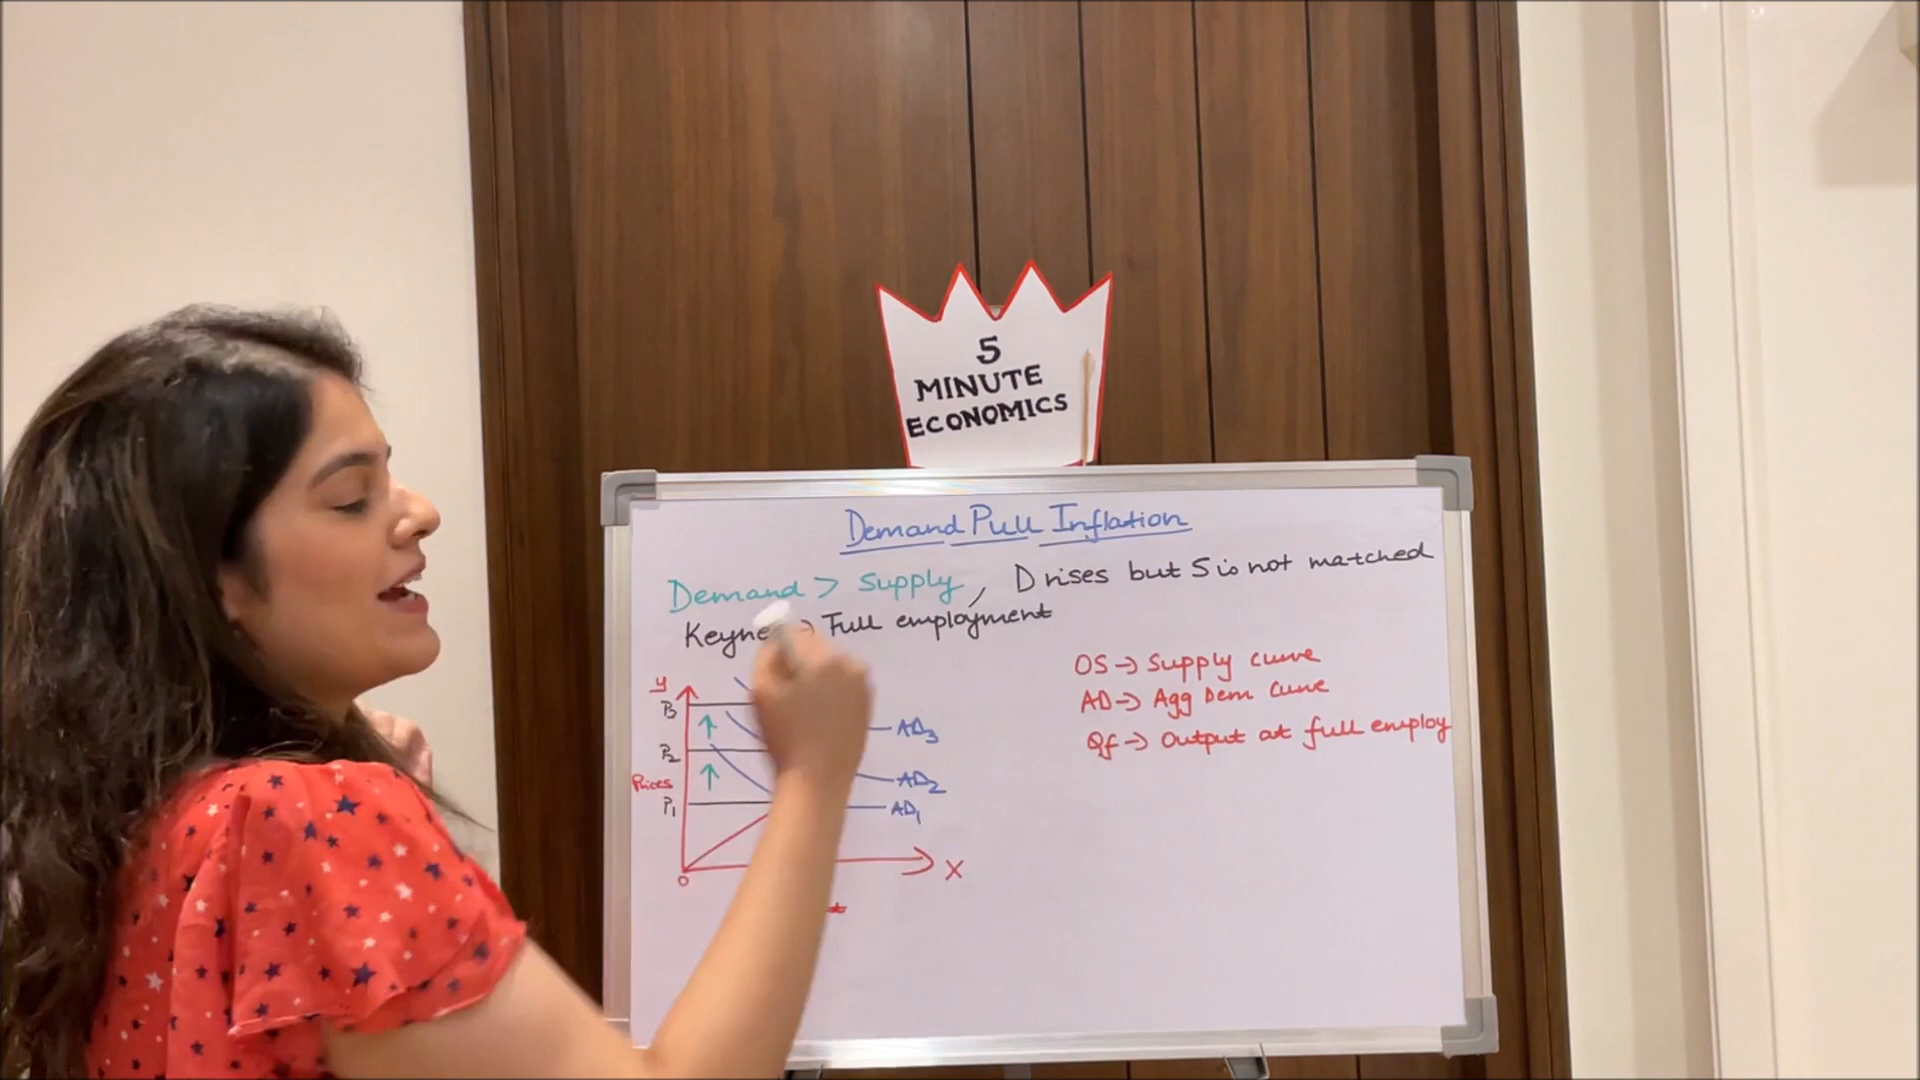 5
MINUTE
ECONOMICS
Demand Pull Inflation
Demand > Supply, D rises but S is not matched
→ Full employment
OS → Supply curve
AD → Agg Dem Curve
Qf → Output at full employ
y
P3
AD3
P2
AD2
Prices
P1
AD1
0
X